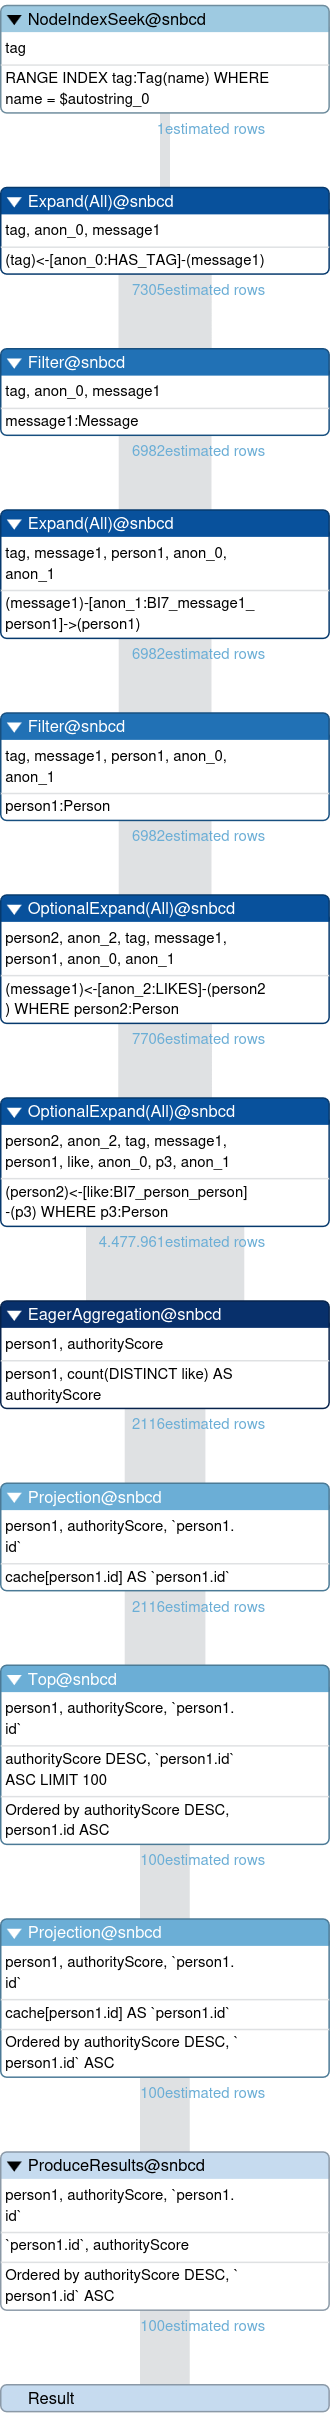 NodeIndexSeek@snbcd
tag
RANGE INDEX tag:Tag(name) WHERE
name = $autostring_0
1estimated rows
Expand(All)@snbcd
tag, anon_0, message1
(tag)<-[anon_0:HAS_TAG]-(message1)
7305estimated rows
Filter@snbcd
tag, anon_0, message1
message1:Message
6982estimated rows
Expand(All)@snbcd
tag, message1, person1, anon_0,
anon_1
(message1)-[anon_1:BI7_message1_
person1]->(person1)
6982estimated rows
Filter@snbcd
tag, message1, person1, anon_0,
anon_1
person1:Person
6982estimated rows
OptionalExpand(All)@snbcd
person2, anon_2, tag, message1,
person1, anon_0, anon_1
(message1)<-[anon_2:LIKES]-(person2
) WHERE person2:Person
7706estimated rows
OptionalExpand(All)@snbcd
person2, anon_2, tag, message1,
person1, like, anon_0, p3, anon_1
(person2)<-[like:BI7_person_person]
-(p3) WHERE p3:Person
4.477.961estimated rows
EagerAggregation@snbcd
person1, authorityScore
person1, count(DISTINCT like) AS
authorityScore
2116estimated rows
Projection@snbcd
person1, authorityScore, `person1.
id`
cache[person1.id] AS `person1.id`
2116estimated rows
Top@snbcd
person1, authorityScore, `person1.
id`
authorityScore DESC, `person1.id`
ASC LIMIT 100
Ordered by authorityScore DESC,
person1.id ASC
100estimated rows
Projection@snbcd
person1, authorityScore, `person1.
id`
cache[person1.id] AS `person1.id`
Ordered by authorityScore DESC, `
person1.id` ASC
100estimated rows
ProduceResults@snbcd
person1, authorityScore, `person1.
id`
`person1.id`, authorityScore
Ordered by authorityScore DESC, `
person1.id` ASC
100estimated rows
Result